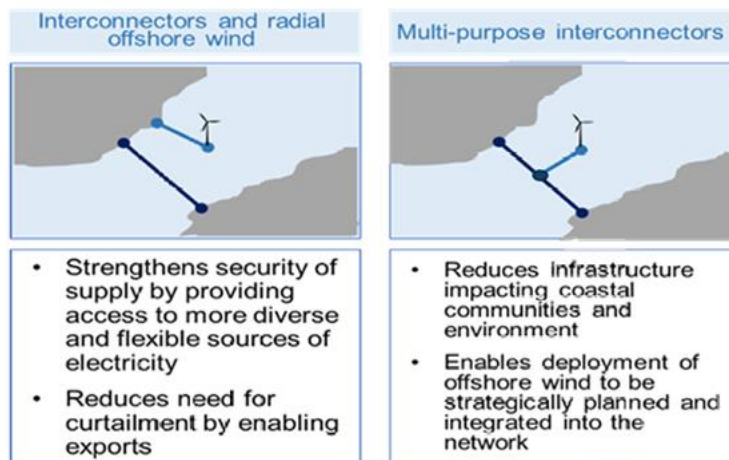 Interconnectors and radial
offshore wind
• Strengthens security of
supply by providing
access to more diverse
and flexible sources of
electricity
• Reduces need for
curtailment by enabling
exports
Multi-purpose interconnectors
• Reduces infrastructure
impacting coastal
communities and
environment
• Enables deployment of
offshore wind to be
strategically planned and
integrated into the
network